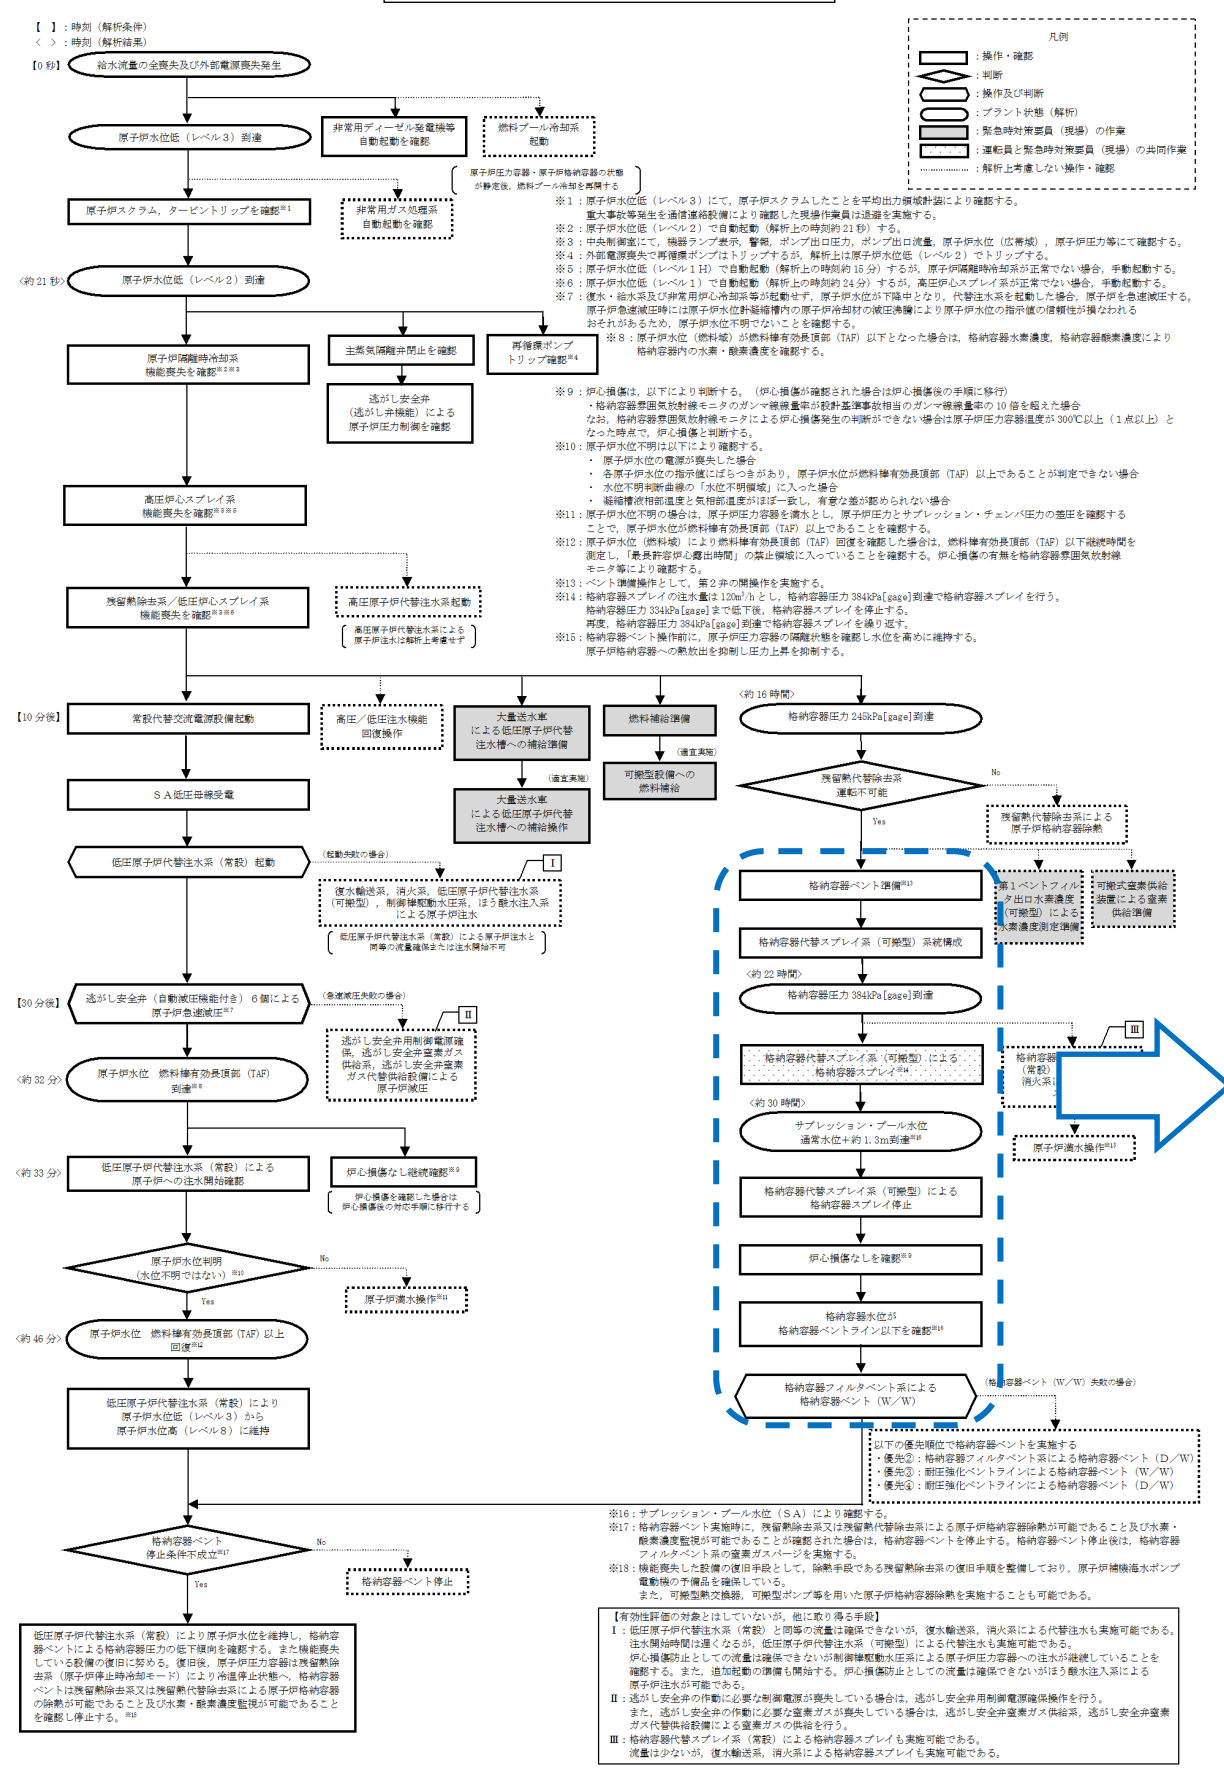 【　】：時刻（解析条件）
＜　＞：時刻（解析結果）
凡例
：操作・確認
：判断
：操作及び判断
：プラント状態（解析）
：緊急時対策要員（現場）の作業
：運転員と緊急時対策要員（現場）の共同作業
：解析上考慮しない操作・確認
【0 秒】
給水流量の全喪失及び外部電源喪失発生
原子炉水位低（レベル３）到達
非常用ディーゼル発電機等
自動起動を確認
燃料プール冷却系
起動
原子炉圧力容器・原子炉格納容器の状態
が静定後，燃料プール冷却を再開する
原子炉スクラム，タービントリップを確認※1
非常用ガス処理系
自動起動を確認
＜約 21 秒＞
原子炉水位低（レベル２）到達
原子炉隔離時冷却系
機能喪失を確認※2※3
主蒸気隔離弁閉止を確認
再循環ポンプ
トリップ確認※4
逃がし安全弁
（逃がし弁機能）による
原子炉圧力制御を確認
高圧炉心スプレイ系
機能喪失を確認※3※5
残留熱除去系／低圧炉心スプレイ系
機能喪失を確認※3※6
高圧原子炉代替注水系起動
高圧原子炉代替注水系による
原子炉注水は解析上考慮せず
※１：原子炉水位低（レベル３）にて，原子炉スクラムしたことを平均出力領域計装により確認する。
重大事故等発生を通信連絡設備により確認した現場作業員は退避を実施する。
※２：原子炉水位低（レベル２）で自動起動（解析上の時刻約 21 秒）する。
※３：中央制御室にて，機器ランプ表示，警報，ポンプ出口圧力，ポンプ出口流量，原子炉水位（広帯域），原子炉圧力等にて確認する。
※４：外部電源喪失で再循環ポンプはトリップするが，解析上は原子炉水位低（レベル２）でトリップする。
※５：原子炉水位低（レベル１Ｈ）で自動起動（解析上の時刻約 15 分）するが，原子炉隔離時冷却系が正常でない場合，手動起動する。
※６：原子炉水位低（レベル１）で自動起動（解析上の時刻約 24 分）するが，高圧炉心スプレイ系が正常でない場合，手動起動する。
※７：復水・給水系及び非常用炉心冷却系等が起動せず，原子炉水位が下降中となり，代替注水系を起動した場合，原子炉を急速減圧する。
原子炉急速減圧時には原子炉水位計凝縮槽内の原子炉冷却材の減圧沸騰により原子炉水位の指示値の信頼性が損なわれる
おそれがあるため，原子炉水位不明でないことを確認する。
※８：原子炉水位（燃料域）が燃料棒有効長頂部（TAF）以下となった場合は，格納容器水素濃度，格納容器酸素濃度により
格納容器内の水素・酸素濃度を確認する。
※９：炉心損傷は，以下により判断する。（炉心損傷が確認された場合は炉心損傷後の手順に移行）
・格納容器雰囲気放射線モニタのガンマ線線量率が設計基準事故相当のガンマ線線量率の 10 倍を超えた場合
なお，格納容器雰囲気放射線モニタによる炉心損傷発生の判断ができない場合は原子炉圧力容器温度が 300℃以上（１点以上）と
なった時点で，炉心損傷と判断する。
※10：原子炉水位不明は以下により確認する。
・ 原子炉水位の電源が喪失した場合
・ 各原子炉水位の指示値にばらつきがあり，原子炉水位が燃料棒有効長頂部（TAF）以上であることが判定できない場合
・ 水位不明判断曲線の「水位不明領域」に入った場合
・ 凝縮槽液相部温度と気相部温度がほぼ一致し，有意な差が認められない場合
※11：原子炉水位不明の場合は，原子炉圧力容器を満水とし，原子炉圧力とサプレッション・チェンバ圧力の差圧を確認する
ことで，原子炉水位が燃料棒有効長頂部（TAF）以上であることを確認する。
※12：原子炉水位（燃料域）により燃料棒有効長頂部（TAF）回復を確認した場合は，燃料棒有効長頂部（TAF）以下継続時間を
測定し，「最長許容炉心露出時間」の禁止領域に入っていることを確認する。炉心損傷の有無を格納容器雰囲気放射線
モニタ等により確認する。
※13：ベント準備操作として，第２弁の開操作を実施する。
※14：格納容器スプレイの注水量は 120m³/h とし，格納容器圧力 384kPa[gage]到達で格納容器スプレイを行う。
格納容器圧力 334kPa[gage]まで低下後，格納容器スプレイを停止する。
再度，格納容器圧力 384kPa[gage]到達で格納容器スプレイを繰り返す。
※15：格納容器ベント操作前に，原子炉圧力容器の隔離状態を確認し水位を高めに維持する。
原子炉格納容器への熱放出を抑制し圧力上昇を抑制する。
【10 分後】
常設代替交流電源設備起動
高圧／低圧注水機能
回復操作
大量送水車
による低圧原子炉代替
注水槽への補給準備
燃料補給準備
（適宜実施）
可搬型設備への
燃料補給
（適宜実施）
大量送水車
による低圧原子炉代替
注水槽への補給操作
ＳＡ低圧母線受電
低圧原子炉代替注水系（常設）起動
（起動失敗の場合）
Ⅰ
復水輸送系，消火系，低圧原子炉代替注水系
（可搬型），制御棒駆動水圧系，ほう酸水注入系
による原子炉注水
低圧原子炉代替注水系（常設）による原子炉注水と
同等の流量確保または注水開始不可
【30 分後】
逃がし安全弁（自動減圧機能付き）６個による
原子炉急速減圧※7
（急速減圧失敗の場合）
Ⅱ
逃がし安全弁用制御電源確
保，逃がし安全弁窒素ガス
供給系，逃がし安全弁窒素
ガス代替供給設備による
原子炉減圧
＜約 32 分＞
原子炉水位　燃料棒有効長頂部（TAF）
到達※8
＜約 33 分＞
低圧原子炉代替注水系（常設）による
原子炉への注水開始確認
炉心損傷なし継続確認※9
炉心損傷を確認した場合は
炉心損傷後の対応手順に移行する
原子炉水位判明
（水位不明ではない）※10
No
Yes
原子炉満水操作※11
＜約 46 分＞
原子炉水位　燃料棒有効長頂部（TAF）以上
回復※12
低圧原子炉代替注水系（常設）により
原子炉水位低（レベル３）から
原子炉水位高（レベル８）に維持
格納容器ベント
停止条件不成立※17
No
Yes
格納容器ベント停止
低圧原子炉代替注水系（常設）により原子炉水位を維持し，格納容
器ベントによる格納容器圧力の低下傾向を確認する。また機能喪失
している設備の復旧に努める。復旧後，原子炉圧力容器は残留熱除
去系（原子炉停止時冷却モード）により冷温停止状態へ，格納容器
ベントは残留熱除去系又は残留熱代替除去系による原子炉格納容器
の除熱が可能であること及び水素・酸素濃度監視が可能であること
を確認し停止する。※18
＜約 16 時間＞
格納容器圧力 245kPa[gage]到達
残留熱代替除去系
運転不可能
No
Yes
残留熱代替除去系による
原子炉格納容器除熱
格納容器ベント準備※13
第１ベントフィル
タ出口水素濃度
（可搬型）による
水素濃度測定準備
可搬式窒素供給
装置による窒素
供給準備
格納容器代替スプレイ系（可搬型）系統構成
＜約 22 時間＞
格納容器圧力 384kPa[gage]到達
Ⅲ
格納容器代替スプレイ系（可搬型）による
格納容器スプレイ※14
格納容器
（常設）
消火系に
原子炉満水操作※15
＜約 30 時間＞
サプレッション・プール水位
通常水位＋約 1.3m到達※16
格納容器代替スプレイ系（可搬型）による
格納容器スプレイ停止
炉心損傷なしを確認※9
格納容器水位が
格納容器ベントライン以下を確認※16
格納容器フィルタベント系による
格納容器ベント（Ｗ／Ｗ）
（格納容器ベント（Ｗ／Ｗ）失敗の場合）
以下の優先順位で格納容器ベントを実施する
・優先②：格納容器フィルタベント系による格納容器ベント（Ｄ／Ｗ）
・優先③：耐圧強化ベントラインによる格納容器ベント（Ｗ／Ｗ）
・優先④：耐圧強化ベントラインによる格納容器ベント（Ｄ／Ｗ）
※16：サプレッション・プール水位（ＳＡ）により確認する。
※17：格納容器ベント実施時に，残留熱除去系又は残留熱代替除去系による原子炉格納容器除熱が可能であること及び水素・
酸素濃度監視が可能であることが確認された場合は，格納容器ベントを停止する。格納容器ベント停止後は，格納容器
フィルタベント系の窒素ガスパージを実施する。
※18：機能喪失した設備の復旧手段として，除熱手段である残留熱除去系の復旧手順を整備しており，原子炉補機海水ポンプ
電動機の予備品を確保している。
また，可搬型熱交換器，可搬型ポンプ等を用いた原子炉格納容器除熱を実施することも可能である。
【有効性評価の対象とはしていないが，他に取り得る手段】
Ⅰ：低圧原子炉代替注水系（常設）と同等の流量は確保できないが，復水輸送系，消火系による代替注水も実施可能である。
注水開始時間は遅くなるが，低圧原子炉代替注水系（可搬型）による代替注水も実施可能である。
炉心損傷防止としての流量は確保できないが制御棒駆動水圧系による原子炉圧力容器への注水が継続していることを
確認する。また，追加起動の準備も開始する。炉心損傷防止としての流量は確保できないがほう酸水注入系による
原子炉注水が可能である。
Ⅱ：逃がし安全弁の作動に必要な制御電源が喪失している場合は，逃がし安全弁用制御電源確保操作を行う。
また，逃がし安全弁の作動に必要な窒素ガスが喪失している場合は，逃がし安全弁窒素ガス供給系，逃がし安全弁窒素
ガス代替供給設備による窒素ガスの供給を行う。
Ⅲ：格納容器代替スプレイ系（常設）による格納容器スプレイも実施可能である。
流量は少ないが，復水輸送系，消火系による格納容器スプレイも実施可能である。